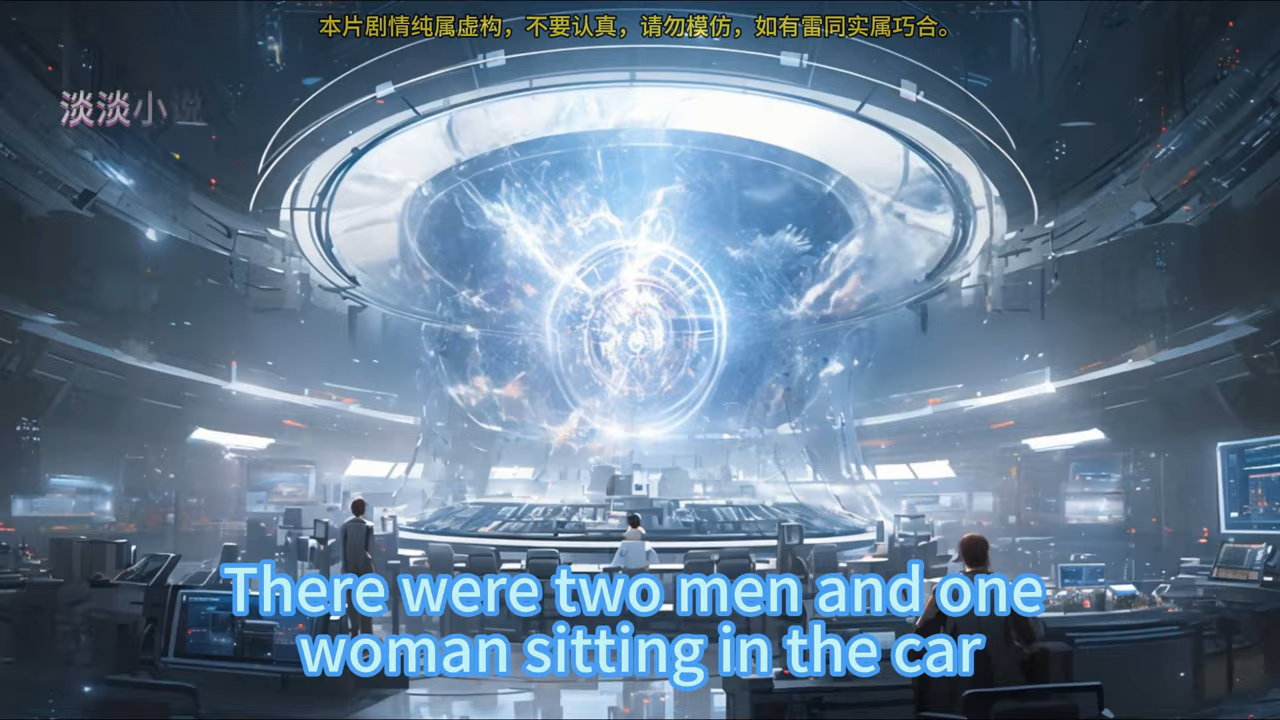 本片剧情纯属虚构，不要认真，请勿模仿，如有雷同实属巧合。
淡淡小说
There were two men and one
woman sitting in the car